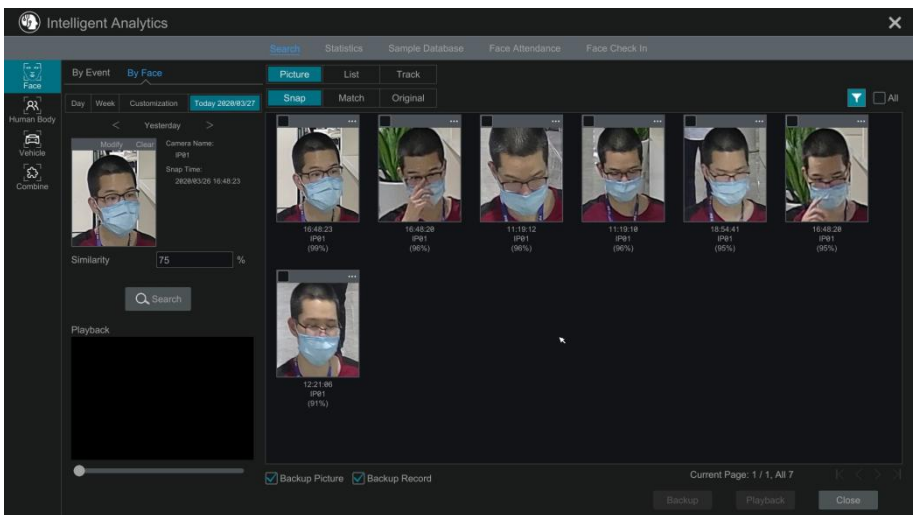 Intelligent Analytics
Search Statistics Sample Database Face Attendance Face Check In
Face
Human Body
Vehicle
Combine
By Event By Face
Day Week Customization Today 2020/03/27
< Yesterday >
Modify Clear
Camera Name:
IP01
Snap Time:
2020/03/26 16:48:23
Similarity 75 %
Search
Playback
Picture List Track
Snap Match Original
All
16:48:23
IP01
(99%)
16:48:20
IP01
(96%)
11:19:12
IP01
(96%)
11:19:10
IP01
(96%)
18:54:41
IP01
(95%)
16:48:28
IP01
(95%)
12:21:06
IP01
(91%)
Backup Picture Backup Record
Current Page: 1 / 1, All 7
Backup Playback Close